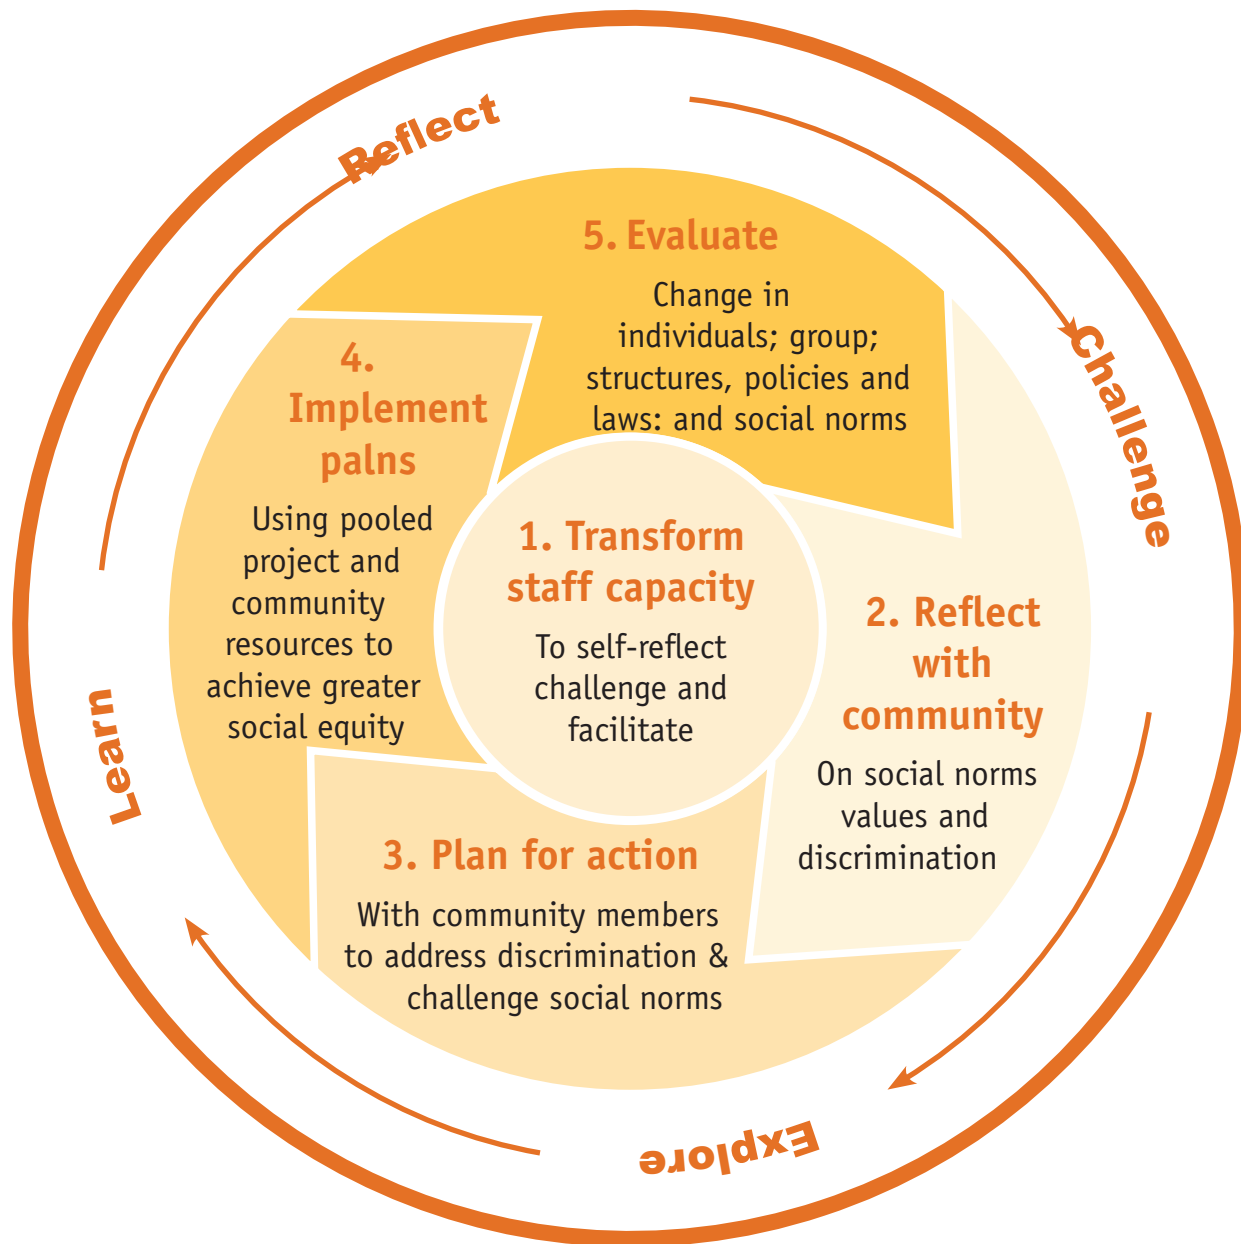 Reflect
Challenge
Explore
Learn
1. Transform
staff capacity
To self-reflect
challenge and
facilitate
2. Reflect
with
community
On social norms
values and
discrimination
3. Plan for action
With community members
to address discrimination &
challenge social norms
4.
Implement
palns
Using pooled
project and
community
resources to
achieve greater
social equity
5. Evaluate
Change in
individuals; group;
structures, policies and
laws: and social norms